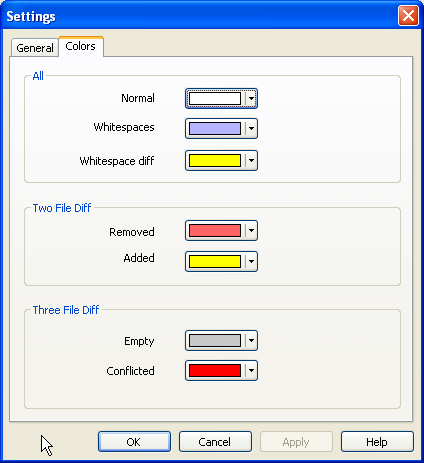 Settings
General Colors
All
Normal
Whitespaces
Whitespace diff
Two File Diff
Removed
Added
Three File Diff
Empty
Conflicted
OK Cancel Apply Help